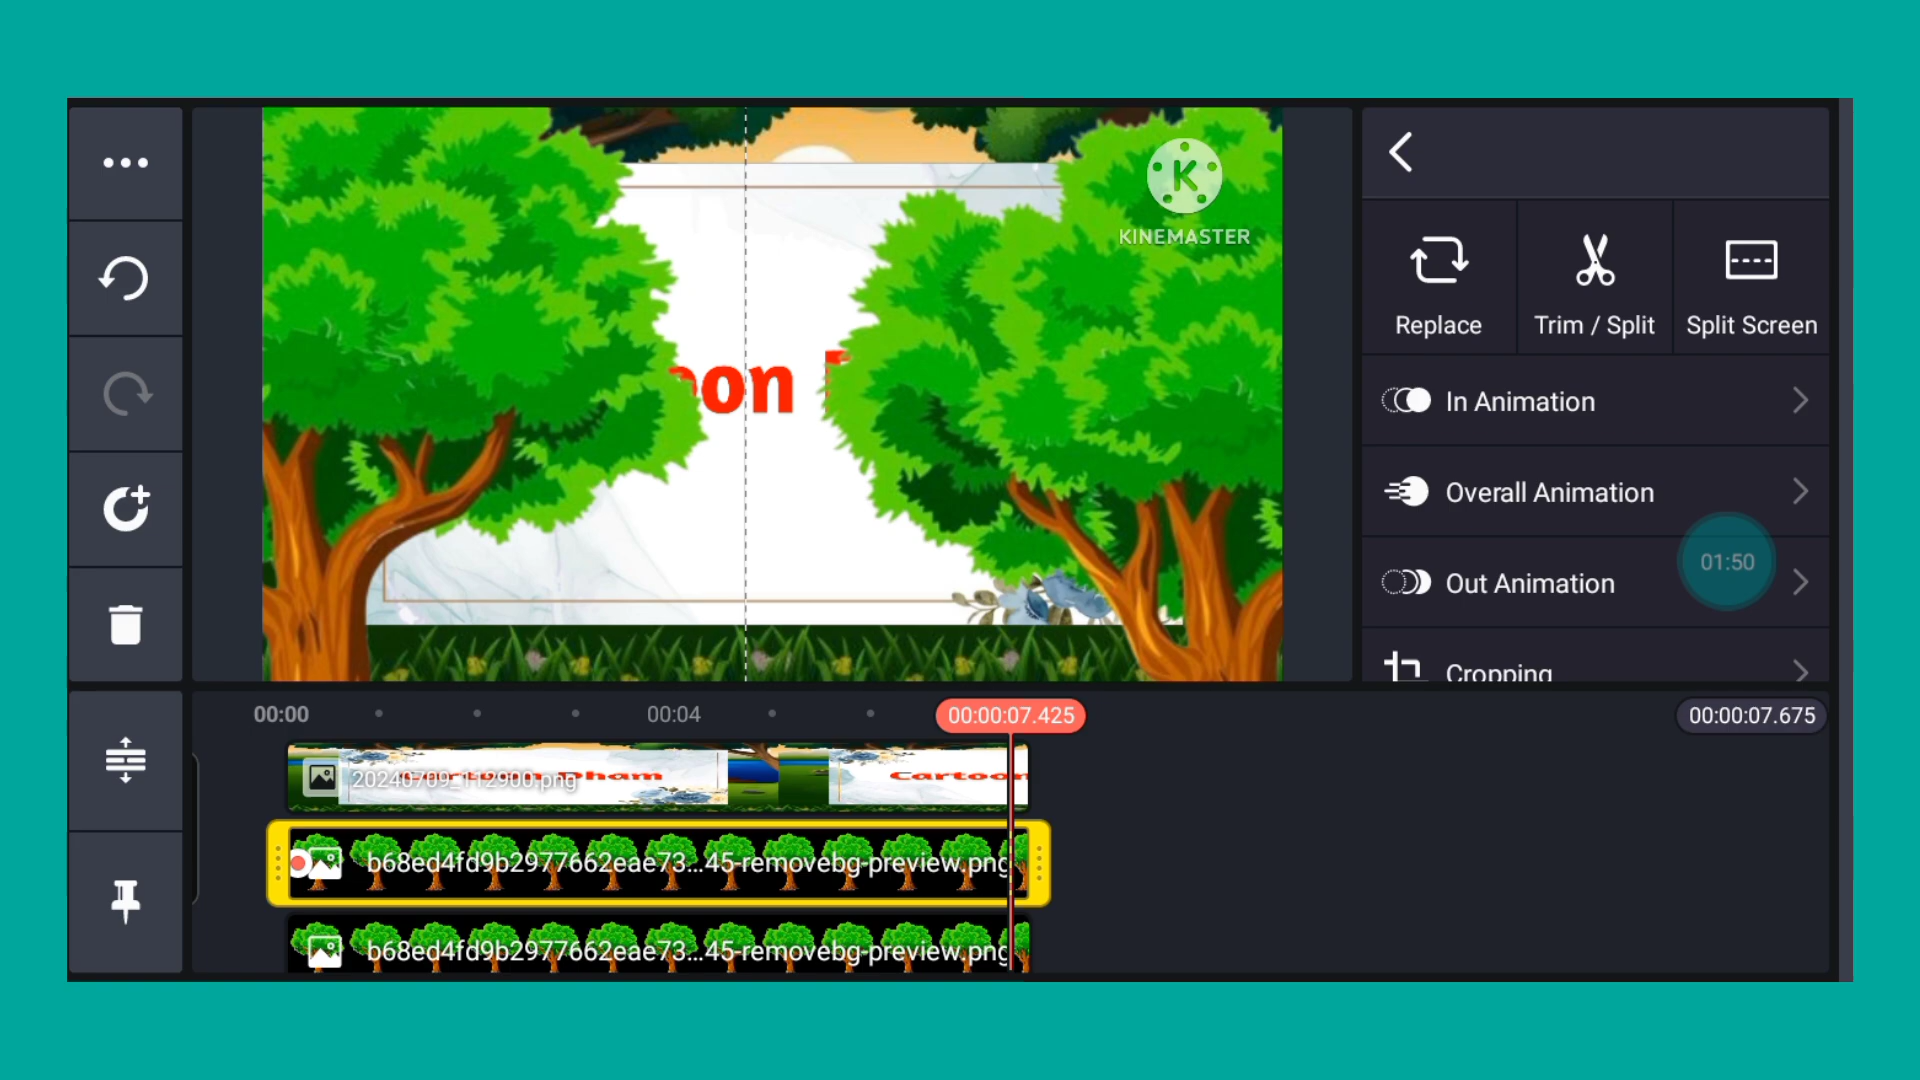 K
KINEMASTER
oon
Replace
Trim / Split
Split Screen
In Animation
Overall Animation
01:50
Out Animation
Cropping
00:00
00:04
00:00:07.425
00:00:07.675
20240709_112900.png
Dham
Cartoon
b68ed4fd9b2977662eae73...45-removebg-preview.png
b68ed4fd9b2977662eae73...45-removebg-preview.png